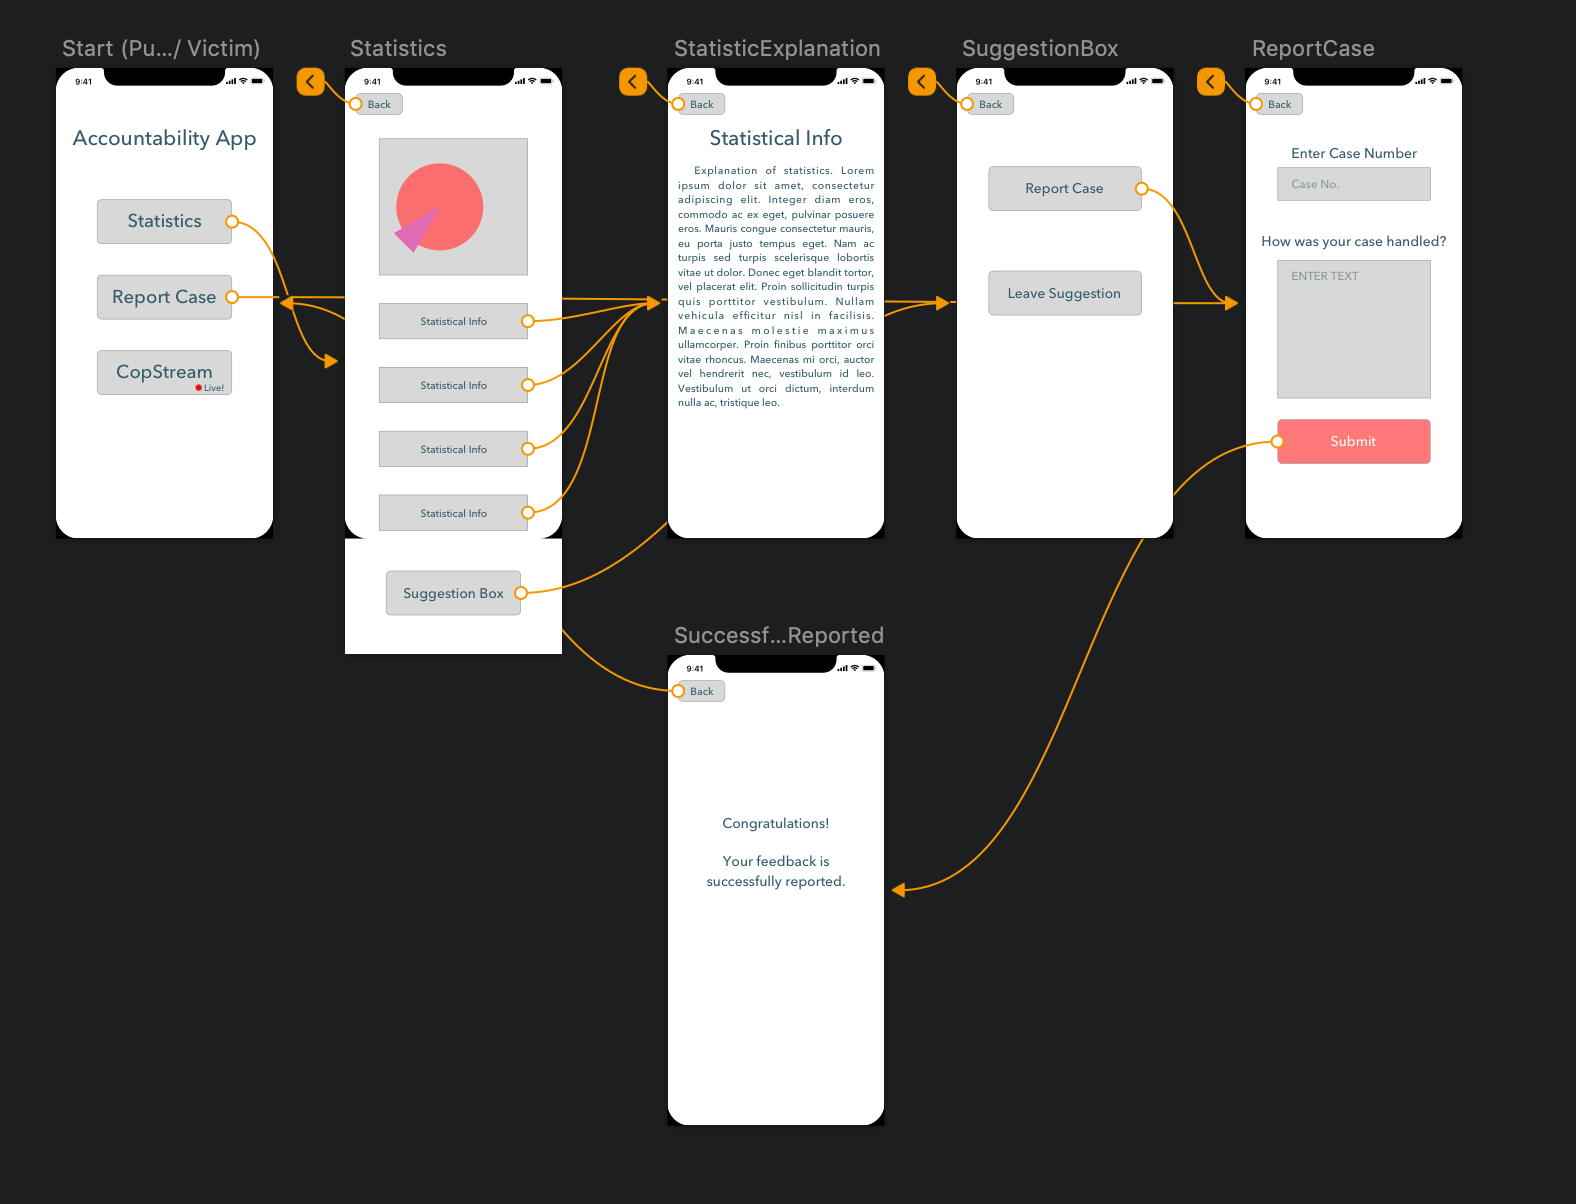 Start (Pu.../ Victim)
9:41
Accountability App
Statistics
Report Case
CopStream
Live!
Statistics
9:41
Back
Statistical Info
Statistical Info
Statistical Info
Statistical Info
Suggestion Box
StatisticExplanation
9:41
Back
Statistical Info
Explanation of statistics. Lorem
ipsum dolor sit amet, consectetur
adipiscing elit. Integer diam eros,
commodo ac ex eget, pulvinar posuere
eros. Mauris congue consectetur mauris,
eu porta justo tempus eget. Nam ac
turpis sed turpis scelerisque lobortis
vitae ut dolor. Donec eget blandit tortor,
vel placerat elit. Proin sollicitudin turpis
quis porttitor vestibulum. Nullam
vehicula efficitur nisl in facilisis.
Maecenas molestie maximus
ullamcorper. Proin finibus porttitor orci
vitae rhoncus. Maecenas mi orci, auctor
vel hendrerit nec, vestibulum id leo.
Vestibulum ut orci dictum, interdum
nulla ac, tristique leo.
SuggestionBox
9:41
Back
Report Case
Leave Suggestion
ReportCase
9:41
Back
Enter Case Number
Case No.
How was your case handled?
ENTER TEXT
Submit
Successf...Reported
9:41
Back
Congratulations!
Your feedback is
successfully reported.